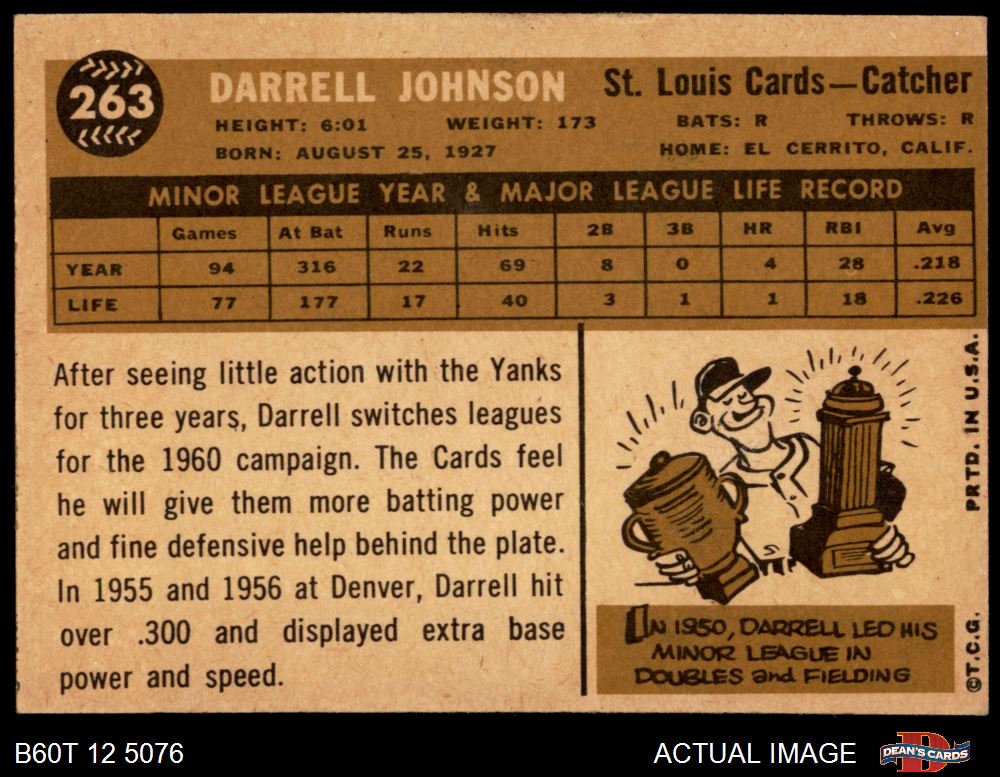 263
DARRELL JOHNSON
St. Louis Cards—Catcher
HEIGHT: 6:01 WEIGHT: 173 BATS: R THROWS: R
BORN: AUGUST 25, 1927 HOME: EL CERRITO, CALIF.
MINOR LEAGUE YEAR & MAJOR LEAGUE LIFE RECORD
Games At Bat Runs Hits 2B 3B HR RBI Avg
YEAR 94 316 22 69 8 0 4 28 .218
LIFE 77 177 17 40 3 1 1 18 .226
After seeing little action with the Yanks
for three years, Darrell switches leagues
for the 1960 campaign. The Cards feel
he will give them more batting power
and fine defensive help behind the plate.
In 1955 and 1956 at Denver, Darrell hit
over .300 and displayed extra base
power and speed.
IN 1950, DARRELL LED HIS
MINOR LEAGUE IN
DOUBLES and FIELDING
PRTD. IN U.S.A.
©T.C.G.
B60T 12 5076
ACTUAL IMAGE
DEAN'S CARDS